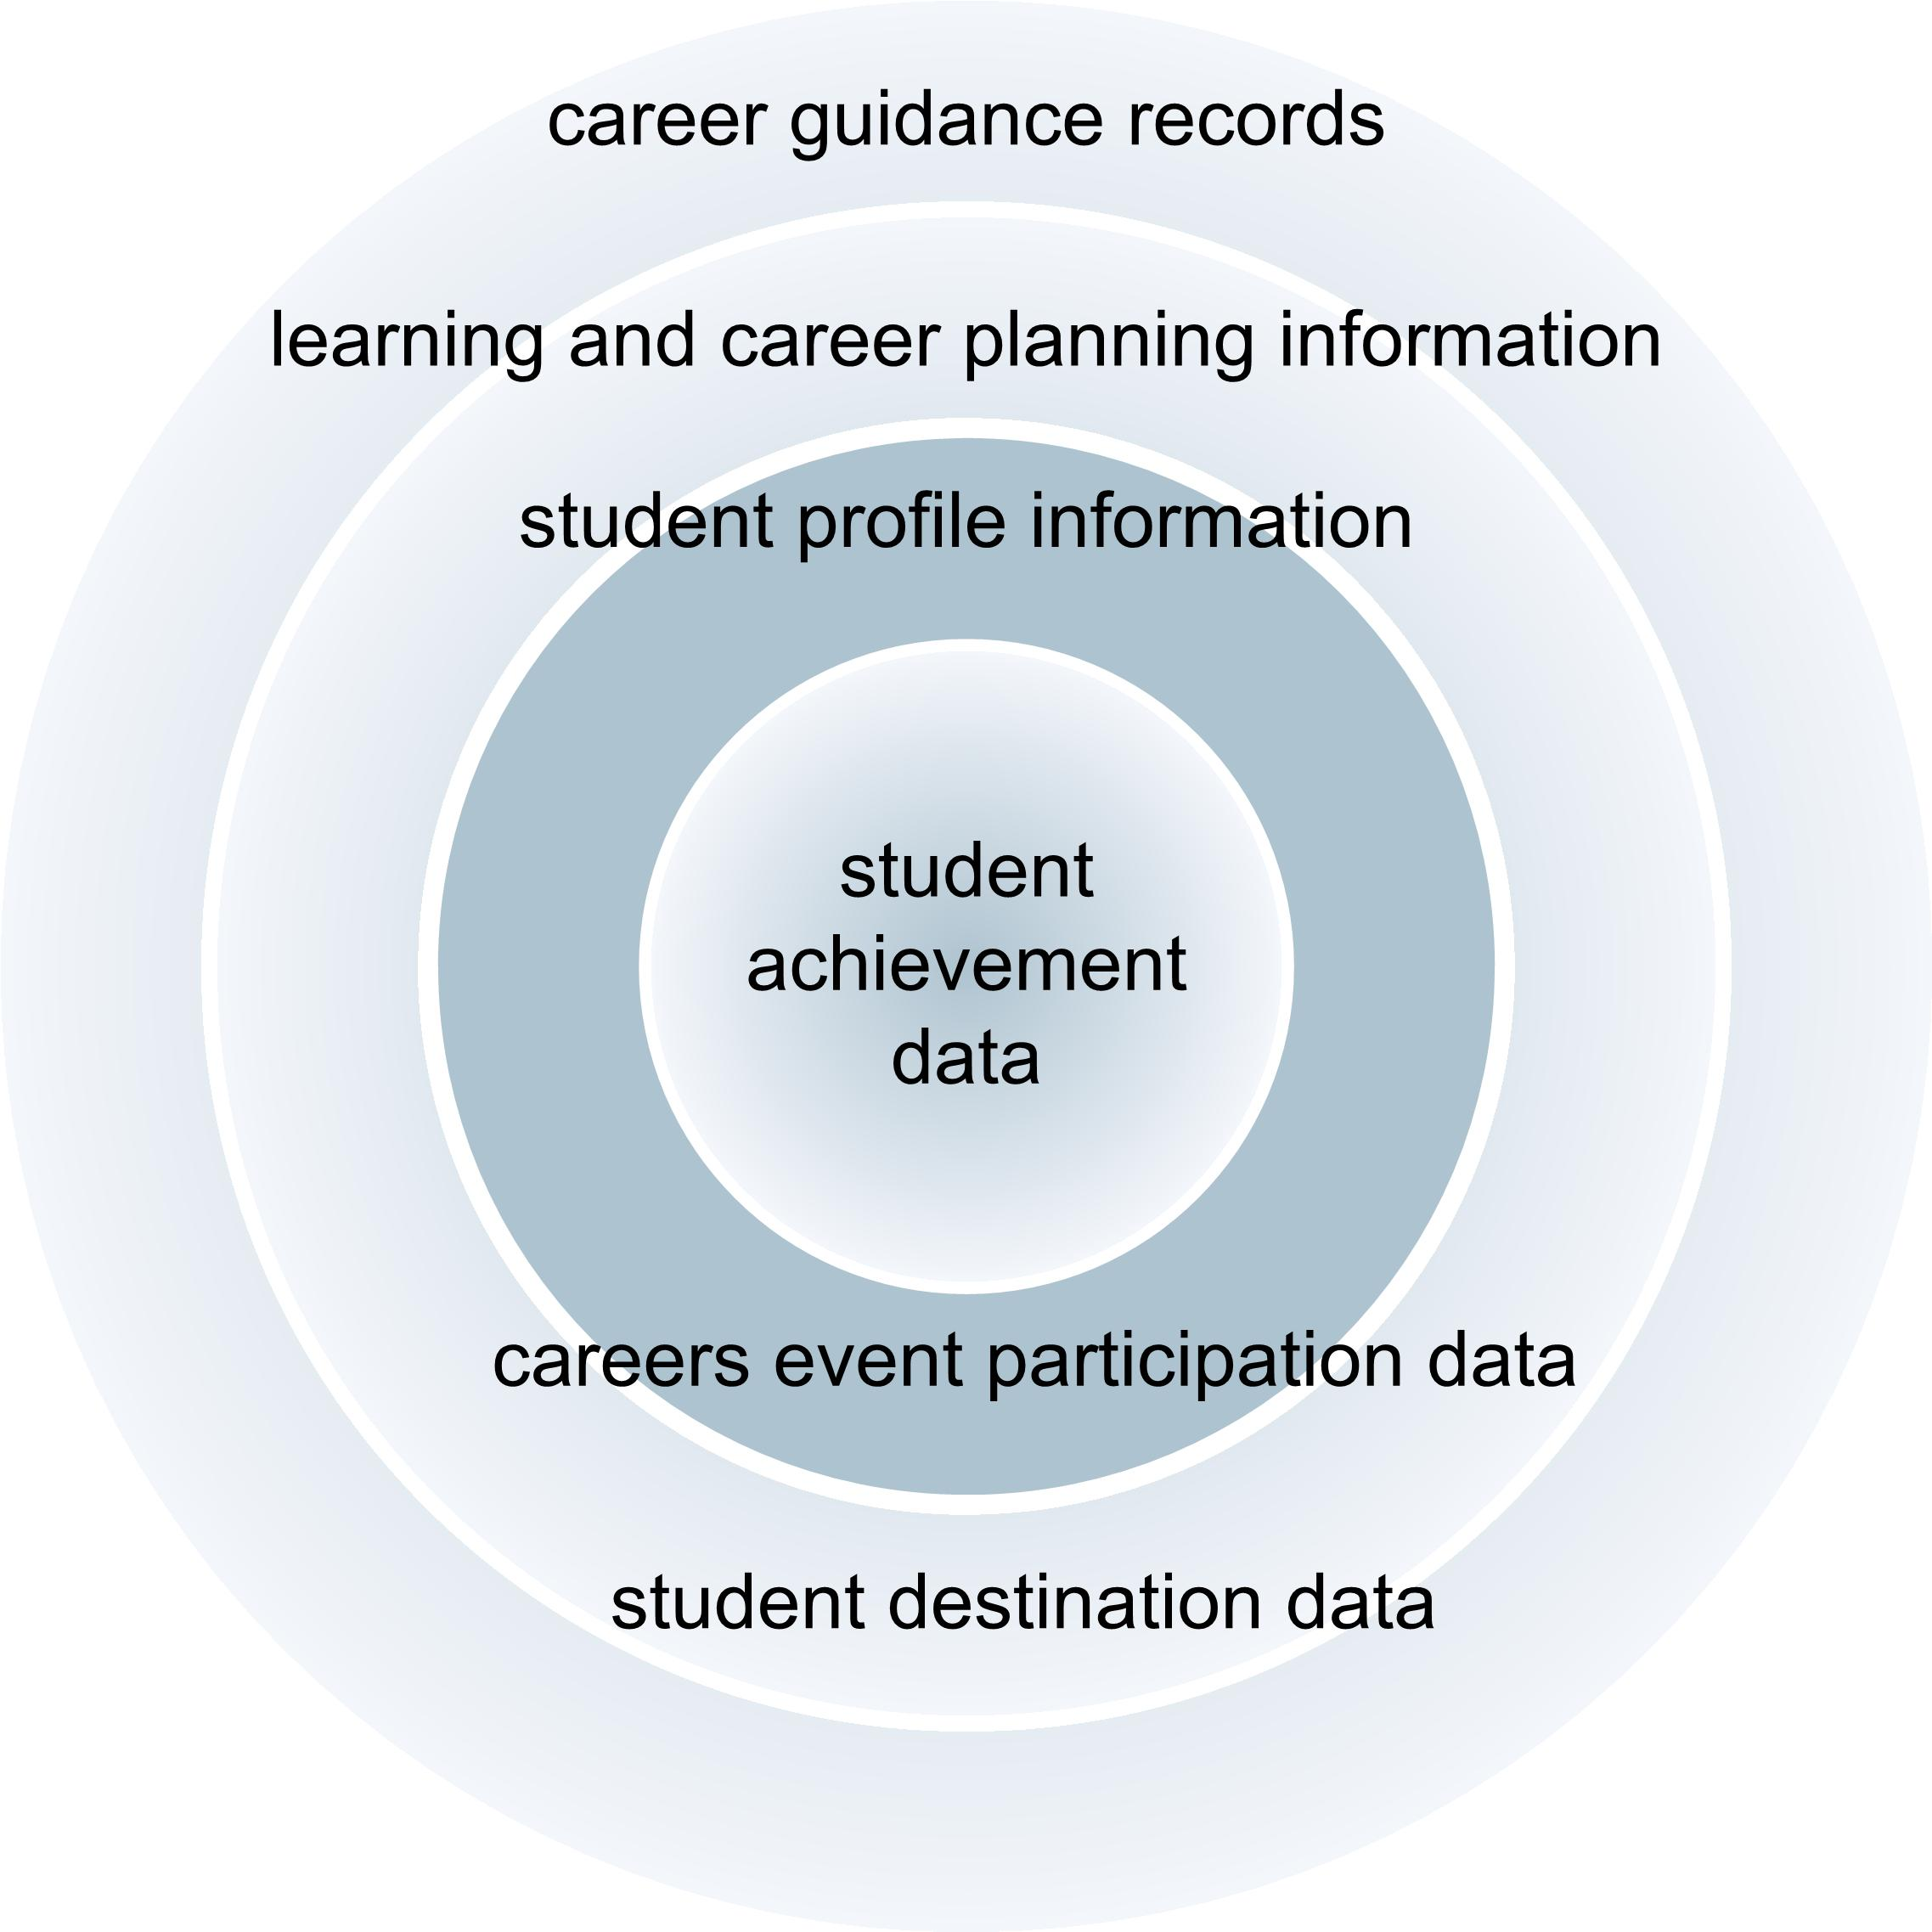 career guidance records
learning and career planning information
student profile information
student
achievement
data
careers event participation data
student destination data